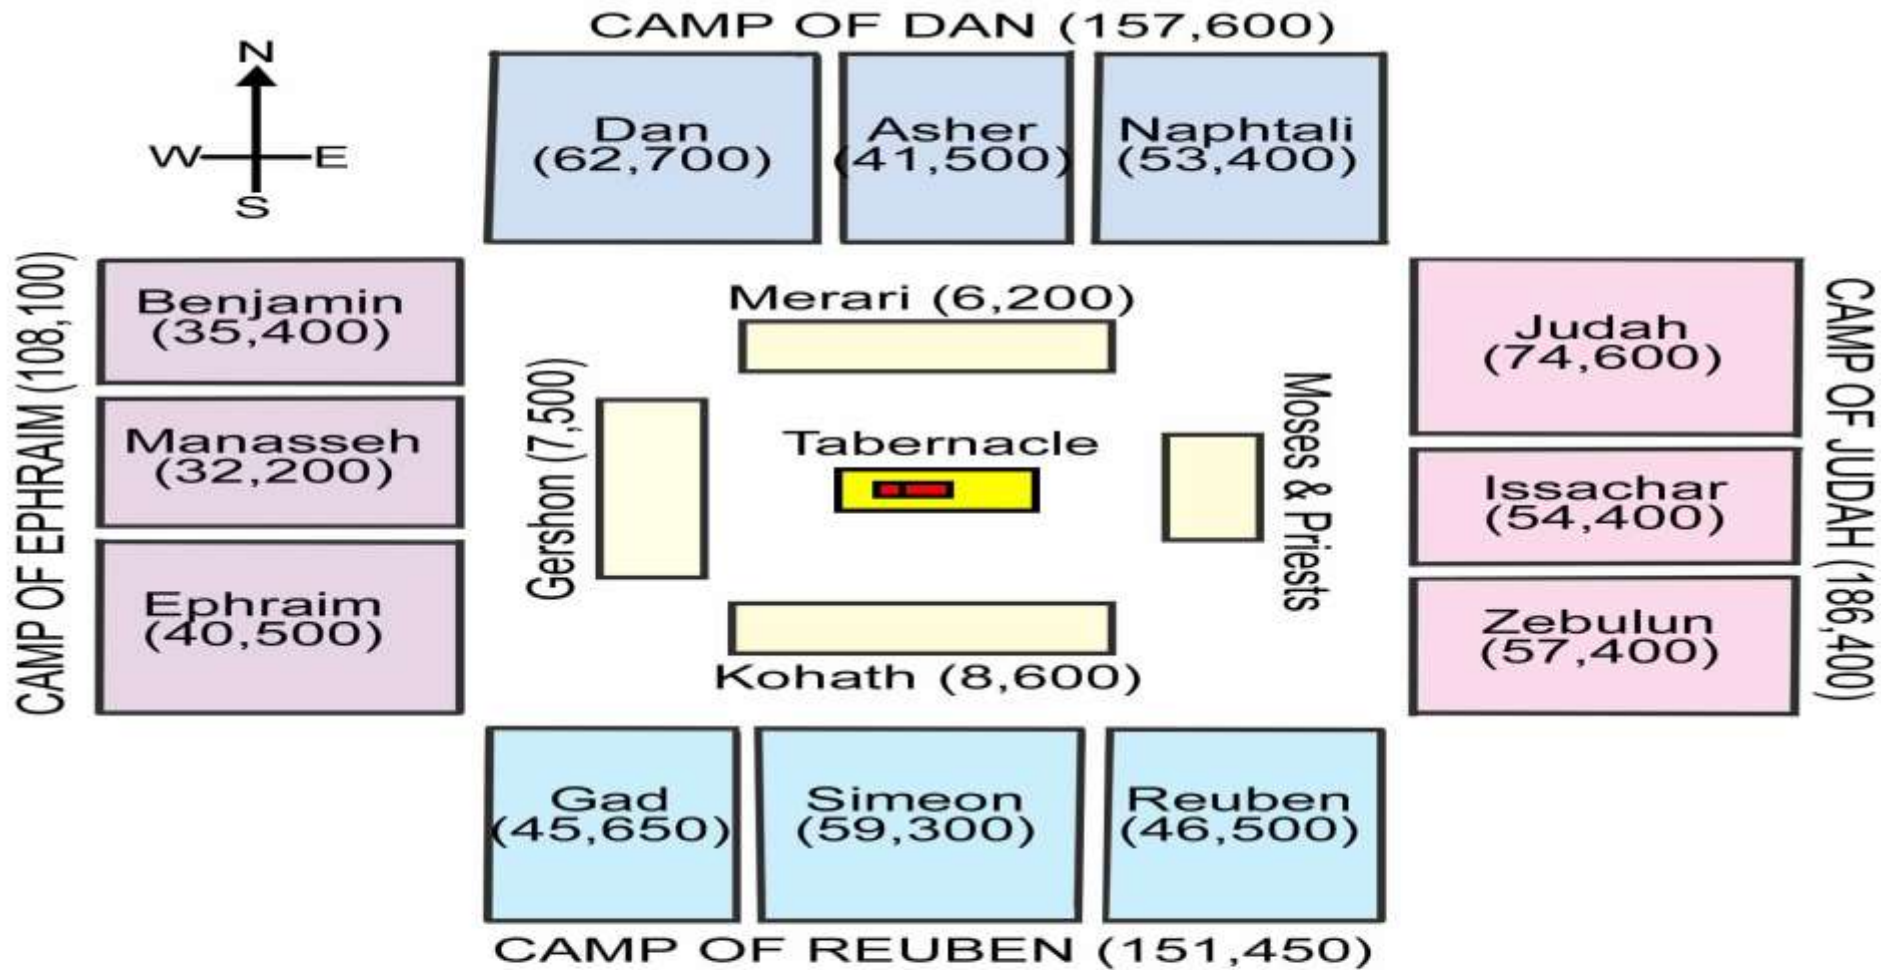 CAMP OF DAN (157,600)
N
W
E
S
Dan
(62,700)
Asher
(41,500)
Naphtali
(53,400)
CAMP OF EPHRAIM (108,100)
Benjamin
(35,400)
Manasseh
(32,200)
Ephraim
(40,500)
Merari (6,200)
Gershon (7,500)
Tabernacle
Moses & Priests
Kohath (8,600)
Judah
(74,600)
Issachar
(54,400)
Zebulun
(57,400)
CAMP OF JUDAH (186,400)
Gad
(45,650)
Simeon
(59,300)
Reuben
(46,500)
CAMP OF REUBEN (151,450)